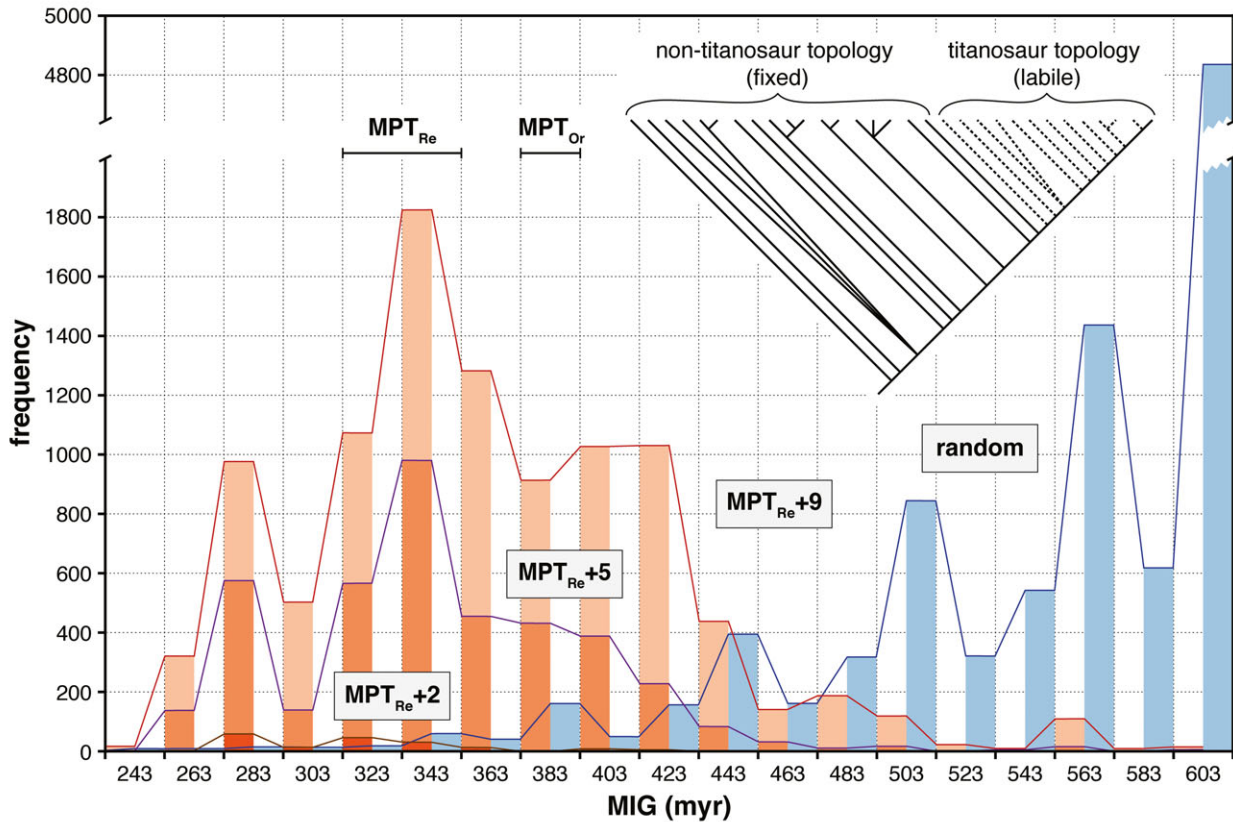 5000
4800
1800
1600
1400
1200
1000
800
600
400
200
0
frequency
non-titanosaur topology
(fixed)
titanosaur topology
(labile)
MPTRe
MPTOr
random
MPTRe+9
MPTRe+5
MPTRe+2
243 263 283 303 323 343 363 383 403 423 443 463 483 503 523 543 563 583 603
MIG (myr)